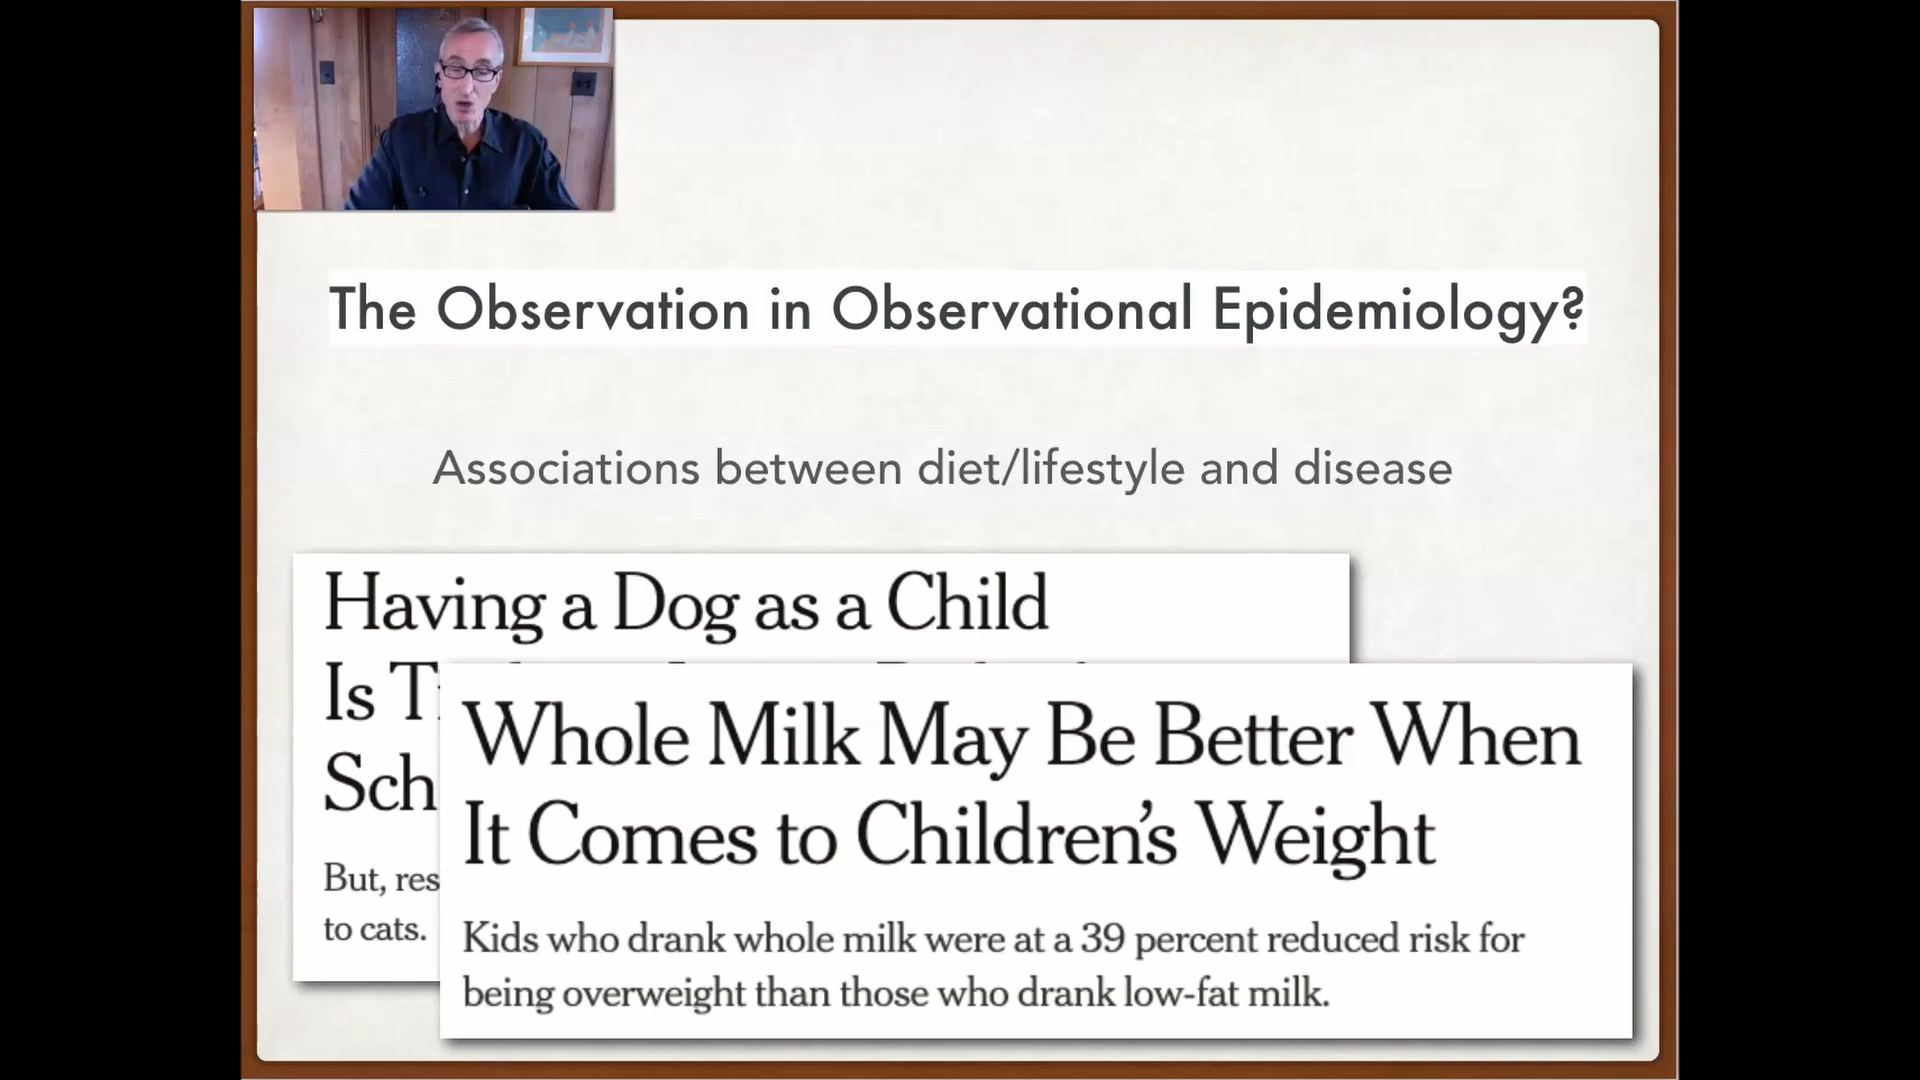 The Observation in Observational Epidemiology?
Associations between diet/lifestyle and disease
Having a Dog as a Child
Is
Whole Milk May Be Better When
It Comes to Children's Weight
But,
to cats.
Kids who drank whole milk were at a 39 percent reduced risk for
being overweight than those who drank low-fat milk.